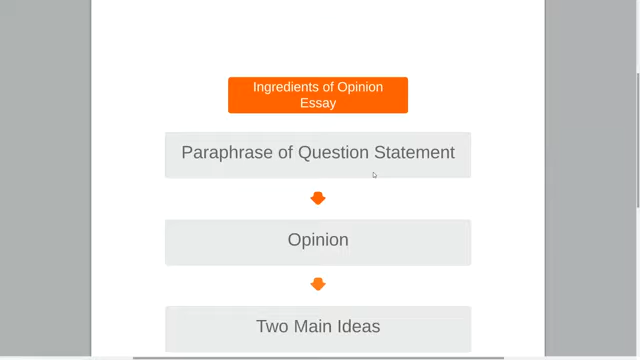 Ingredients of Opinion
Essay
Paraphrase of Question Statement
Opinion
Two Main Ideas